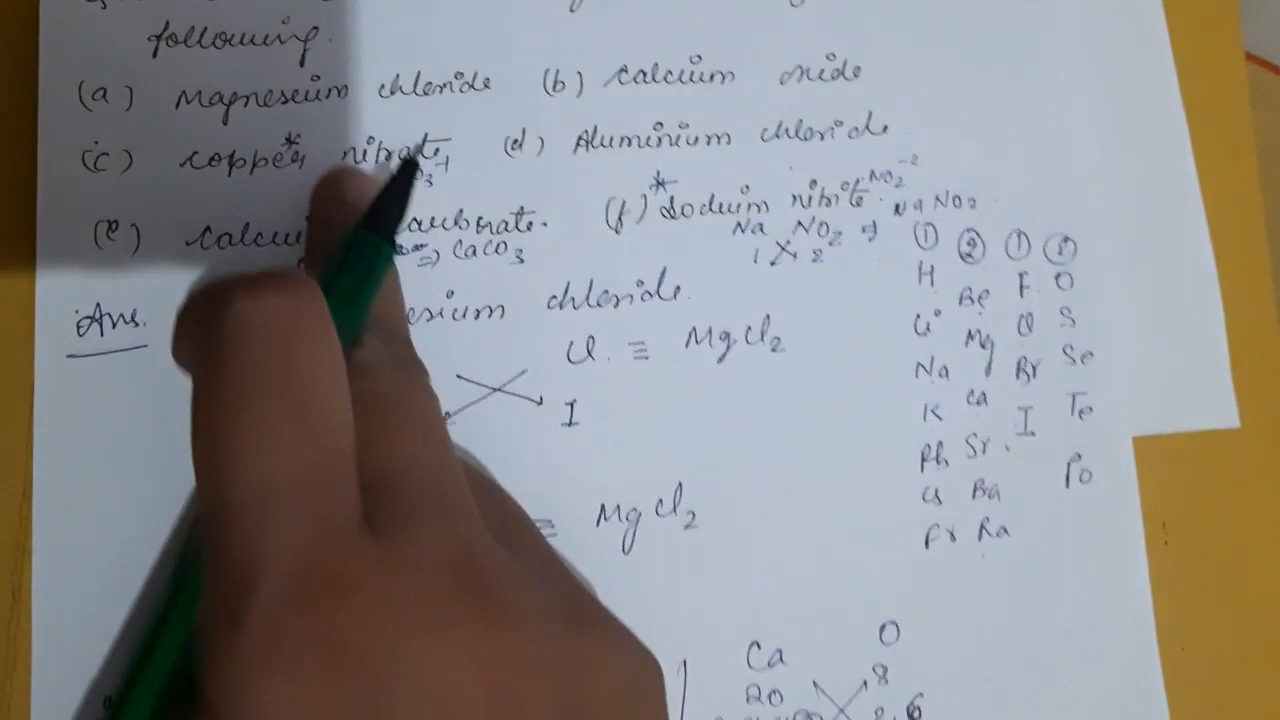 following.
(a) Magnesium chloride (b) Calcium oxide
(c) copper nitrate (d) Aluminium chloride
(e) carbonate. (f) Sodium nitrite. NO₂⁻² NaNO₂
⇒ CaCO₃ Na NO₂ ⇒
1 2
Ans. chloride.
Cl ≡ MgCl₂
I
≡ MgCl₂
① ② ① ②
H Be F O
Li Mg Cl S
Na Ca Br Se
K Sr I Te
Rb Ba Po
Cs Ra
Fr
Ca O
20 8
2,6